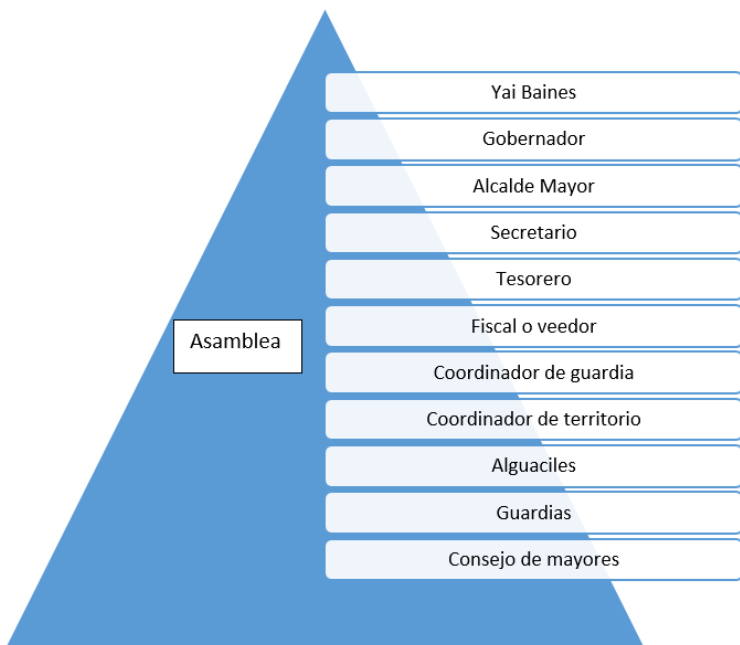 Yai Baines
Gobernador
Alcalde Mayor
Secretario
Tesorero
Fiscal o veedor
Asamblea
Coordinador de guardia
Coordinador de territorio
Alguaciles
Guardias
Consejo de mayores